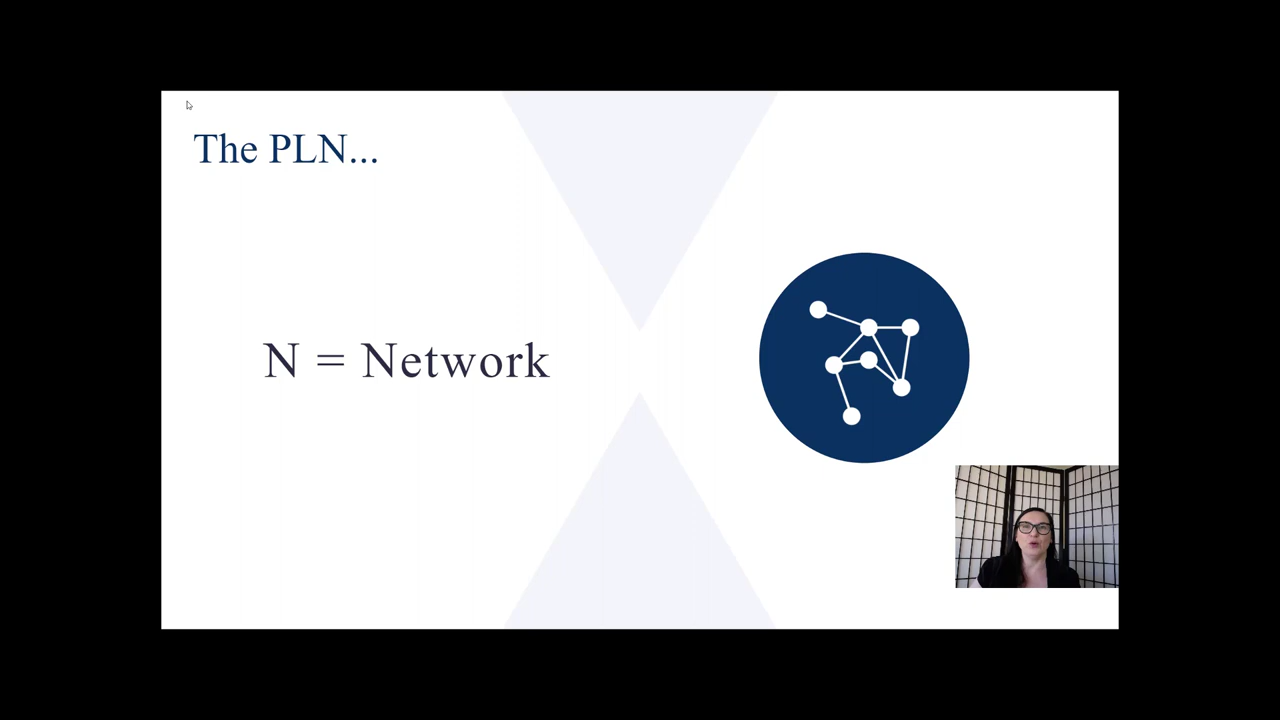 The PLN...
N = Network